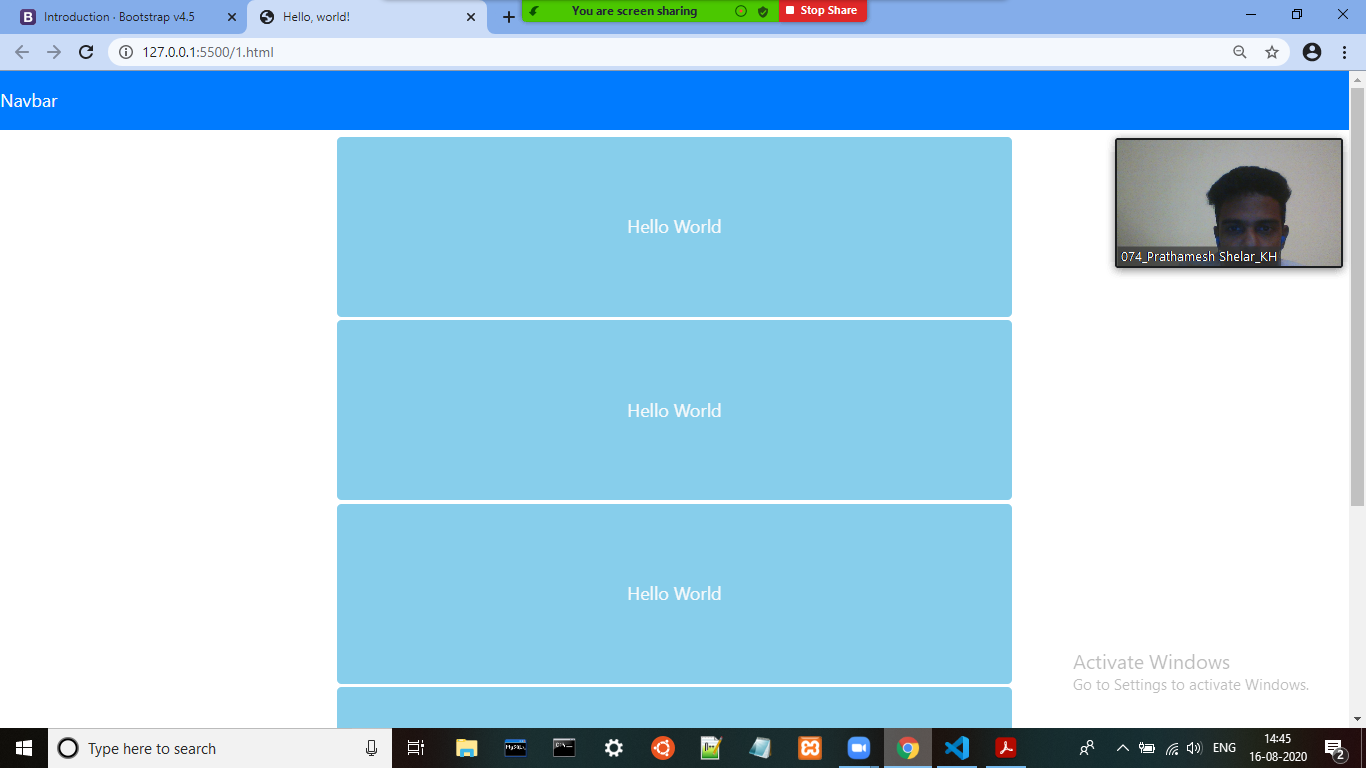 Introduction · Bootstrap v4.5
Hello, world!
You are screen sharing
Stop Share
127.0.0.1:5500/1.html
Navbar
Hello World
074_Prathamesh Shelar_KH
Hello World
Hello World
Activate Windows
Go to Settings to activate Windows.
Type here to search
ENG
14:45
16-08-2020
2